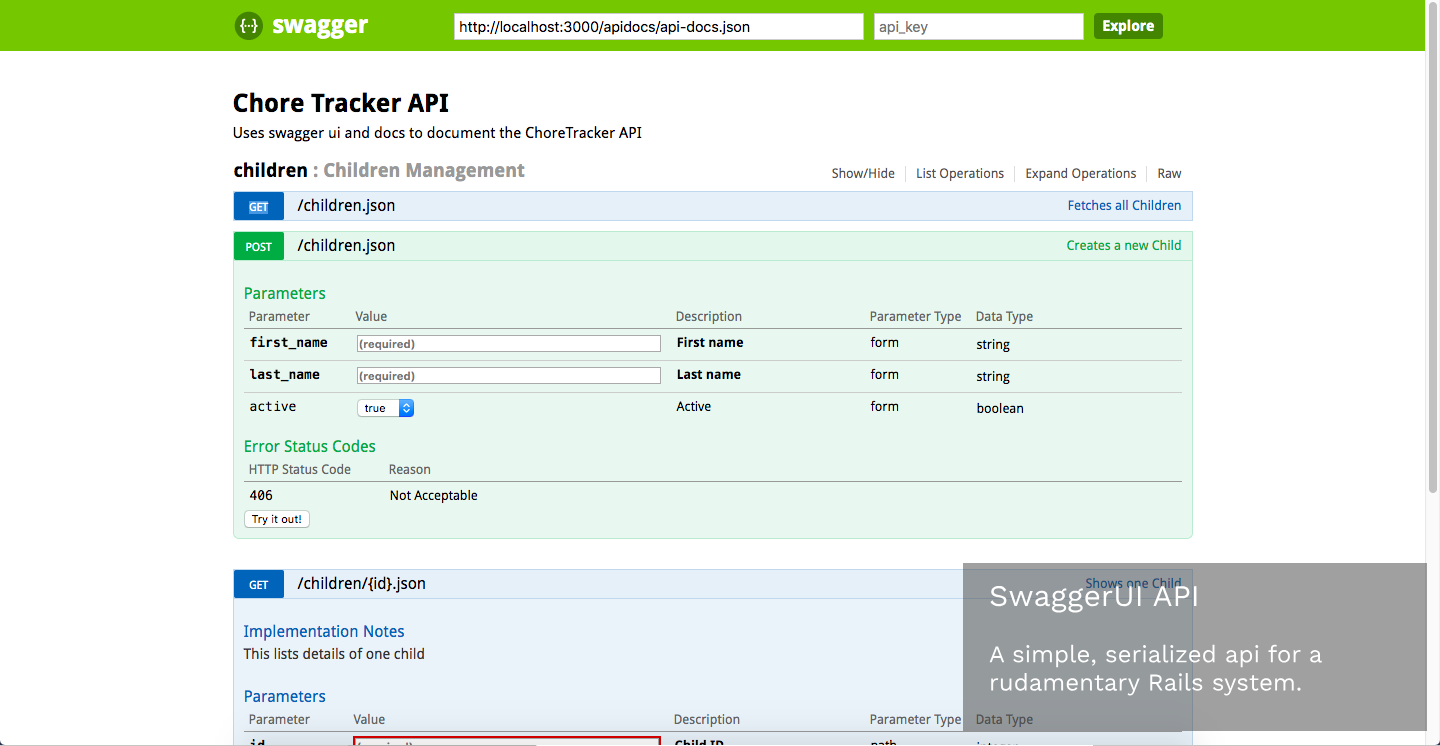 {···} swagger http://localhost:3000/apidocs/api-docs.json api_key Explore
Chore Tracker API
Uses swagger ui and docs to document the ChoreTracker API
children : Children Management Show/Hide List Operations Expand Operations Raw
GET /children.json Fetches all Children
POST /children.json Creates a new Child
Parameters
Parameter Value Description Parameter Type Data Type
first_name (required) First name form string
last_name (required) Last name form string
active true Active form boolean
Error Status Codes
HTTP Status Code Reason
406 Not Acceptable
Try it out!
GET /children/{id}.json Shows one Child
SwaggerUI API
Implementation Notes
This lists details of one child
A simple, serialized api for a
rudamentary Rails system.
Parameters
Parameter Value Description Parameter Type Data Type
id (required) Child ID path integer